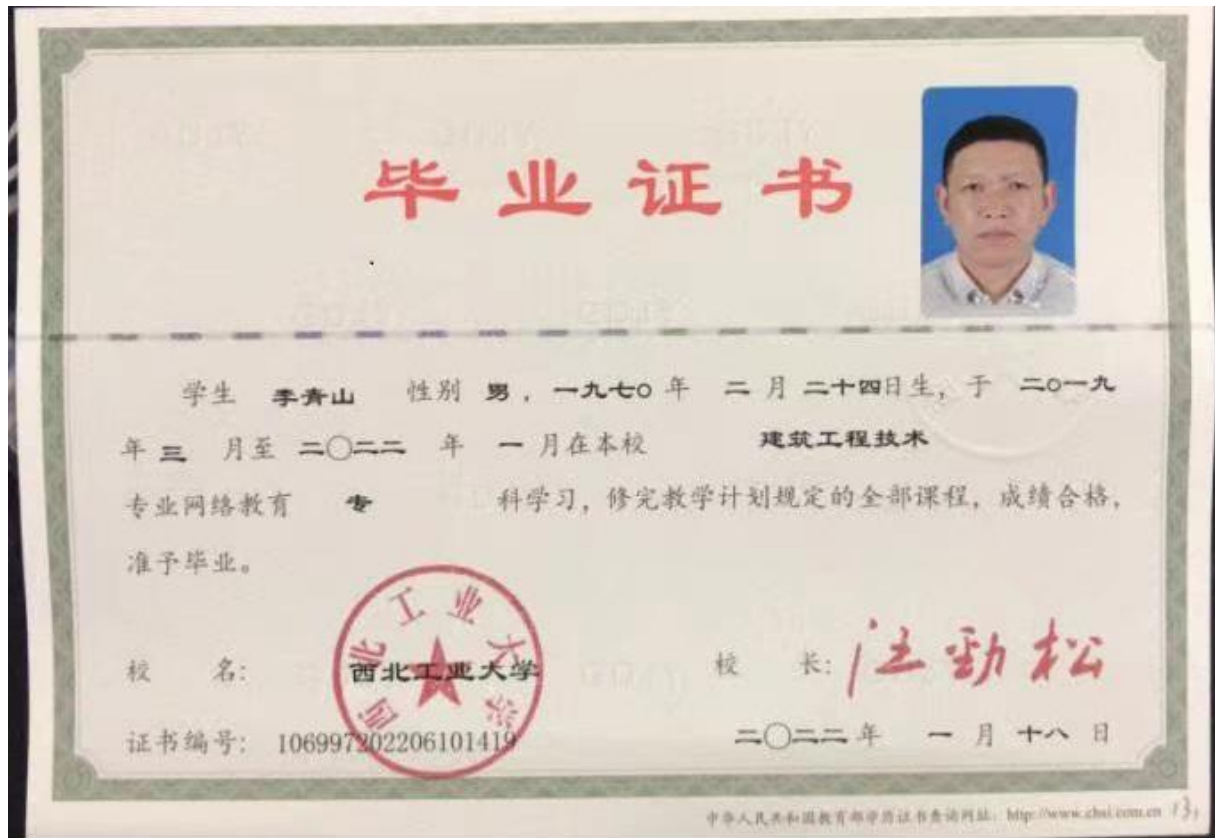 毕业证书
学生 李青山 性别 男，一九七〇年 二月二十四日生，于 二〇一九
年三 月至 二〇二二 年 一月在本校 建筑工程技术
专业网络教育 专 科学习，修完教学计划规定的全部课程，成绩合格，
准予毕业。
西北工业大学
校 名： 西北工业大学
校 长：汪劲松
证书编号： 106997202206101419
二〇二二年 一月十八日
中华人民共和国教育部学历证书查询网址：http://www.chsi.com.cn